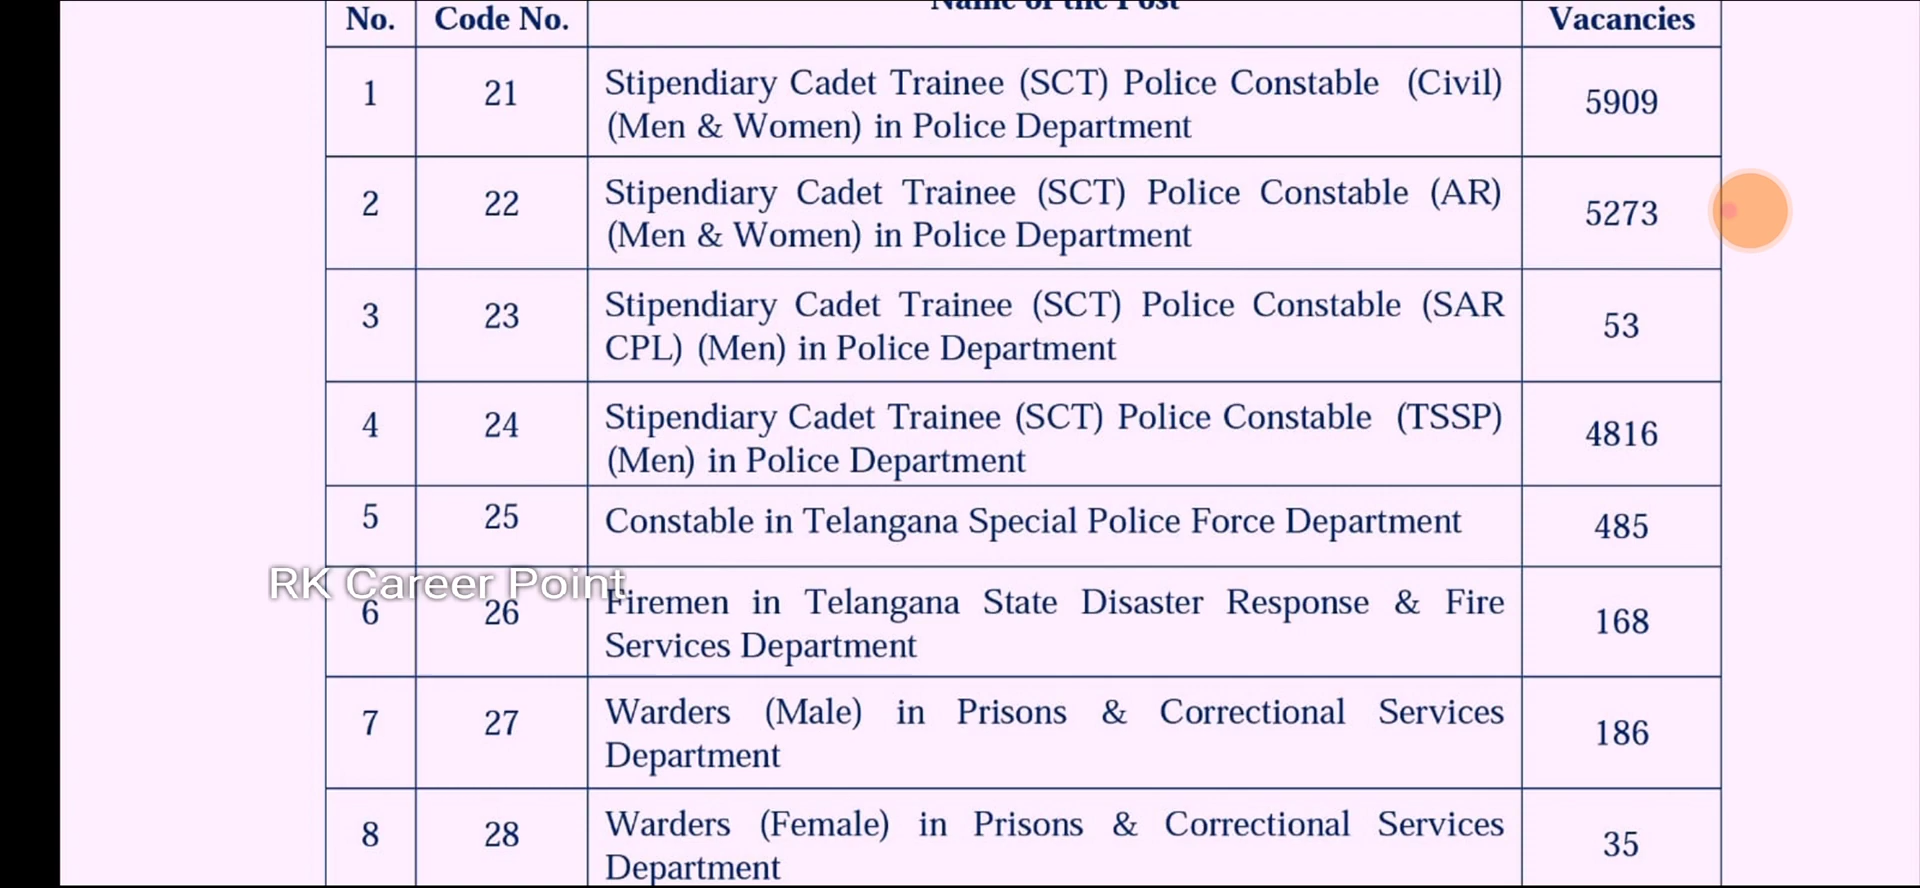 Name of the Post
No. Code No. Vacancies
1 21 Stipendiary Cadet Trainee (SCT) Police Constable (Civil) 5909
(Men & Women) in Police Department
2 22 Stipendiary Cadet Trainee (SCT) Police Constable (AR) 5273
(Men & Women) in Police Department
3 23 Stipendiary Cadet Trainee (SCT) Police Constable (SAR 53
CPL) (Men) in Police Department
4 24 Stipendiary Cadet Trainee (SCT) Police Constable (TSSP) 4816
(Men) in Police Department
5 25 Constable in Telangana Special Police Force Department 485
RK Career Point
6 26 Firemen in Telangana State Disaster Response & Fire 168
Services Department
7 27 Warders (Male) in Prisons & Correctional Services 186
Department
8 28 Warders (Female) in Prisons & Correctional Services 35
Department